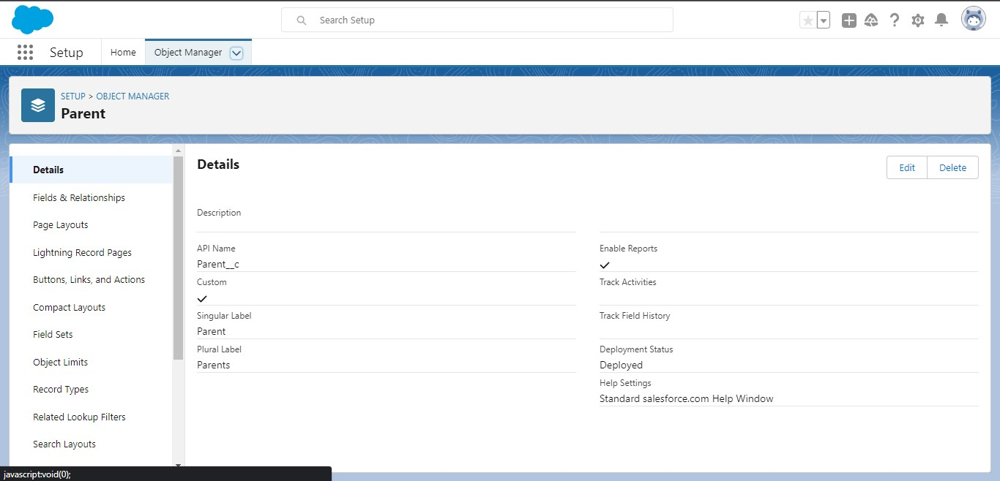 Search Setup
Setup
Home
Object Manager
SETUP > OBJECT MANAGER
Parent
Details
Fields & Relationships
Page Layouts
Lightning Record Pages
Buttons, Links, and Actions
Compact Layouts
Field Sets
Object Limits
Record Types
Related Lookup Filters
Search Layouts
Details
Edit
Delete
Description
API Name
Parent__c
Custom
Singular Label
Parent
Plural Label
Parents
Enable Reports
Track Activities
Track Field History
Deployment Status
Deployed
Help Settings
Standard salesforce.com Help Window
javascript:void(0);